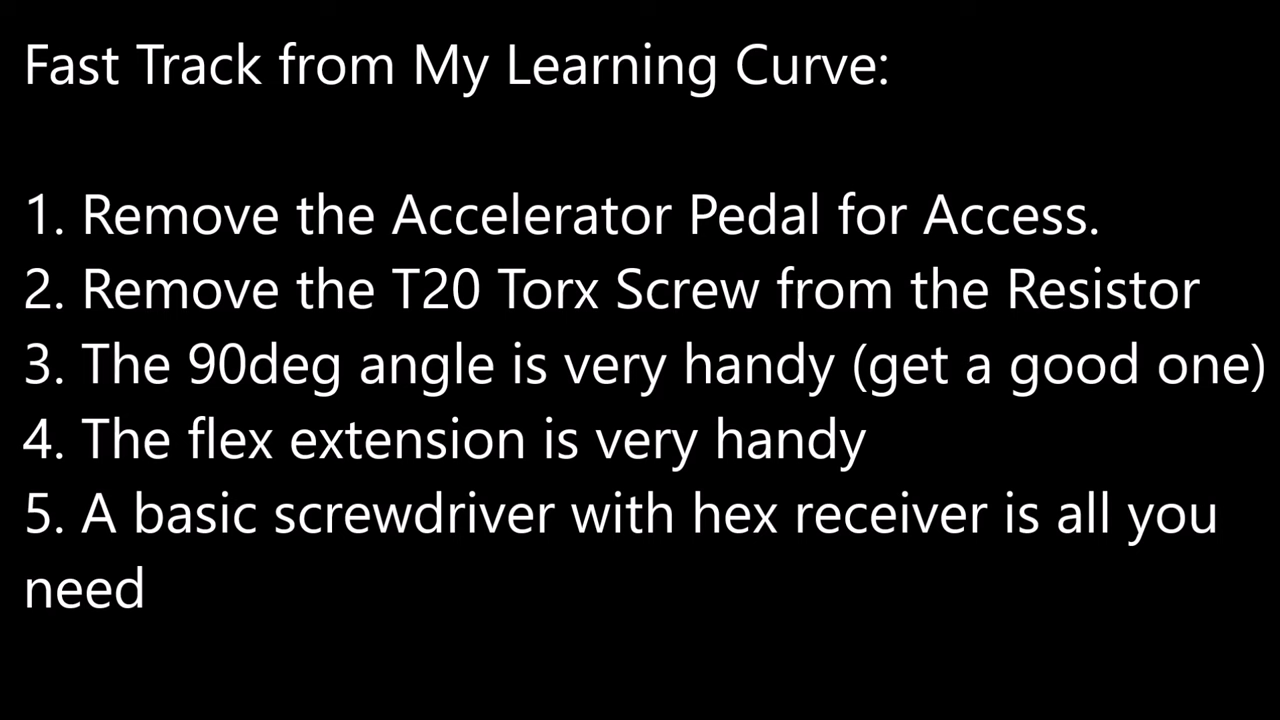 Fast Track from My Learning Curve:
1. Remove the Accelerator Pedal for Access.
2. Remove the T20 Torx Screw from the Resistor
3. The 90deg angle is very handy (get a good one)
4. The flex extension is very handy
5. A basic screwdriver with hex receiver is all you
need